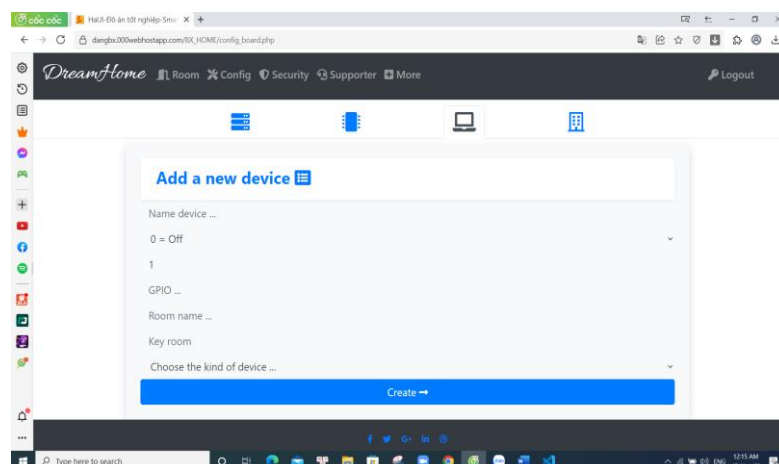 cốc cốc
HaUI-Đồ án tốt nghiệp-Sma
dangbx.000webhostapp.com/BX_HOME/config_board.php
DreamHome Room Config Security Supporter More Logout
Add a new device
Name device ...
0 = Off
1
GPIO ...
Room name ...
Key room
Choose the kind of device ...
Create
Type here to search
ENG
12:15 AM